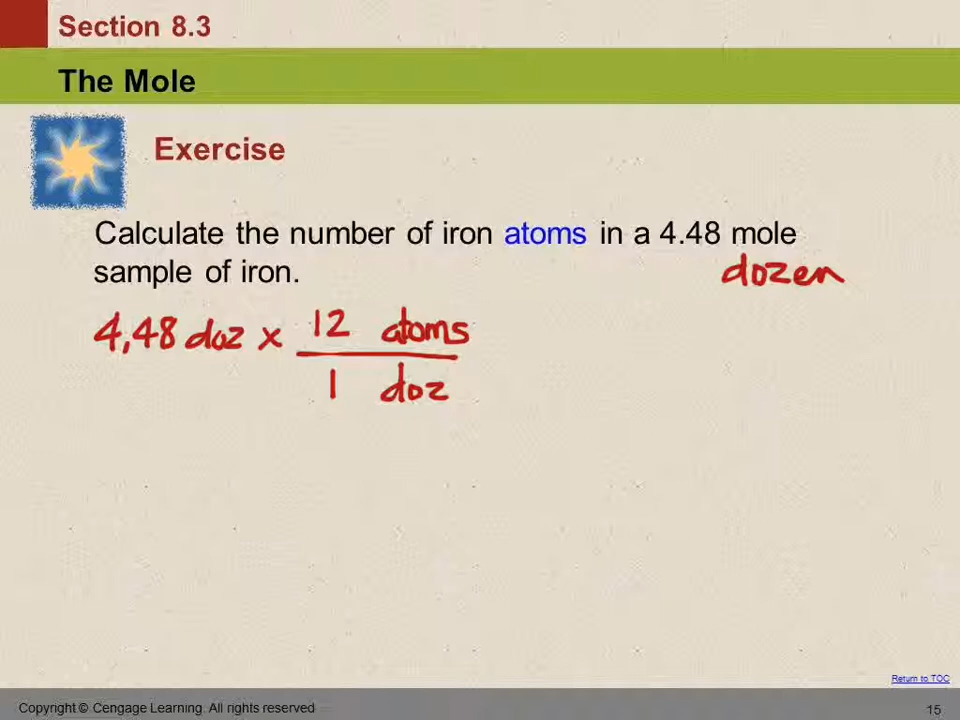 Section 8.3
The Mole
Exercise
Calculate the number of iron atoms in a 4.48 mole
sample of iron.
dozen
4,48 doz x 12 atoms
1 doz
Return to TOC
Copyright © Cengage Learning. All rights reserved
15